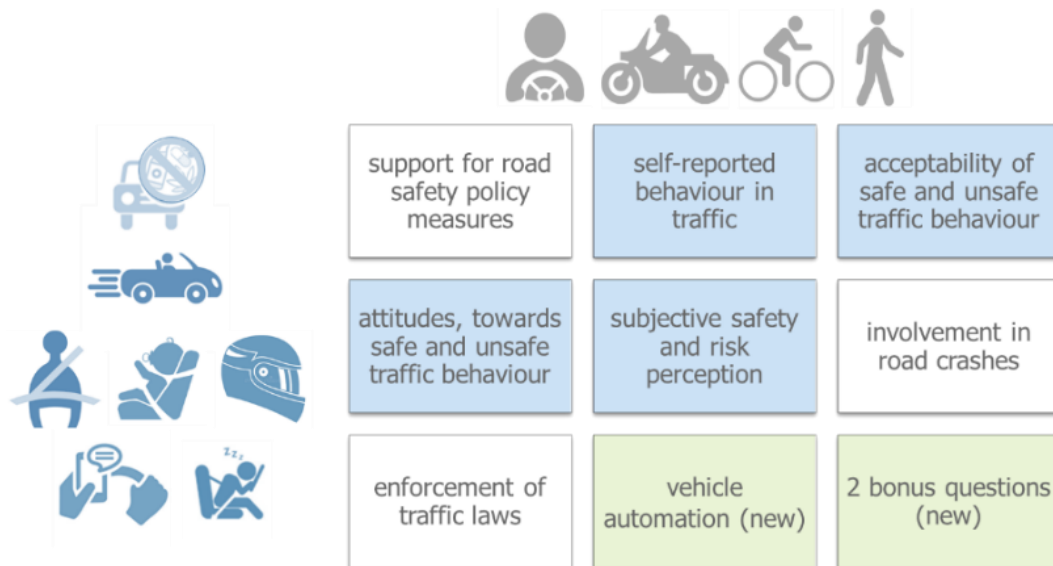 support for road
safety policy
measures
self-reported
behaviour in
traffic
acceptability of
safe and unsafe
traffic behaviour
attitudes, towards
safe and unsafe
traffic behaviour
subjective safety
and risk
perception
involvement in
road crashes
zzz
enforcement of
traffic laws
vehicle
automation (new)
2 bonus questions
(new)